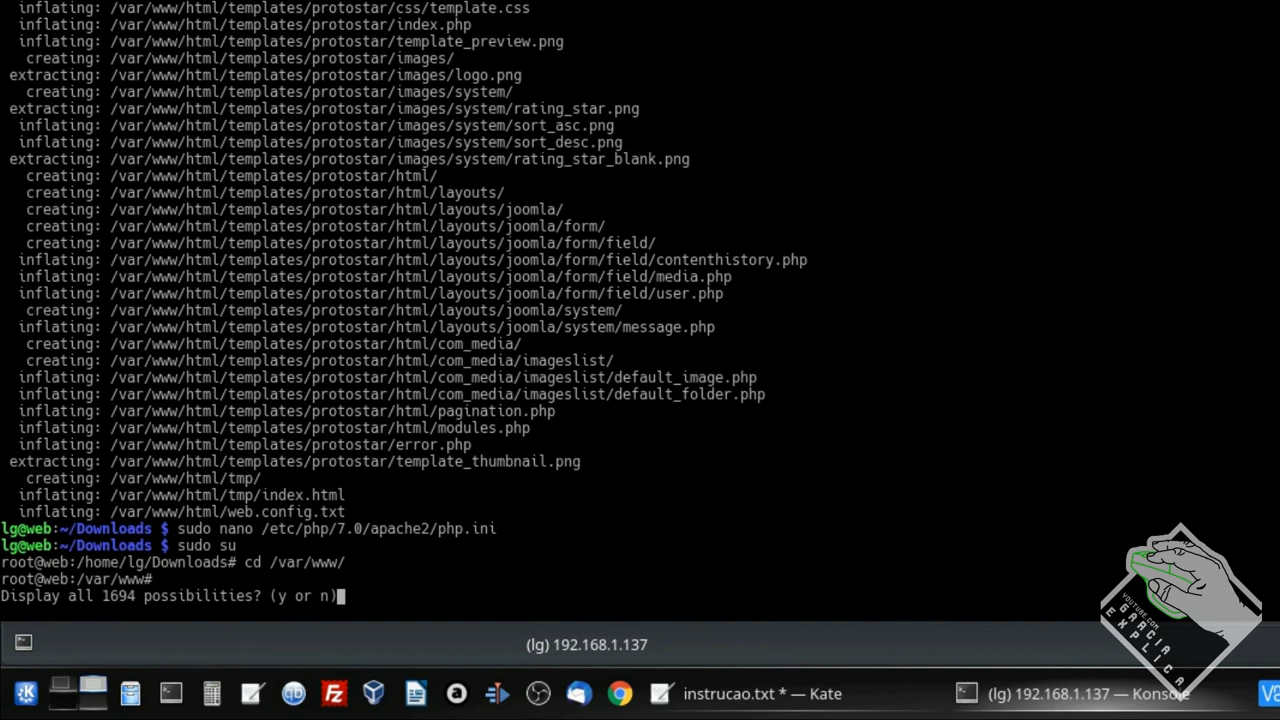 inflating: /var/www/html/templates/protostar/css/template.css
inflating: /var/www/html/templates/protostar/index.php
inflating: /var/www/html/templates/protostar/template_preview.png
creating: /var/www/html/templates/protostar/images/
extracting: /var/www/html/templates/protostar/images/logo.png
creating: /var/www/html/templates/protostar/images/system/
extracting: /var/www/html/templates/protostar/images/system/rating_star.png
inflating: /var/www/html/templates/protostar/images/system/sort_asc.png
inflating: /var/www/html/templates/protostar/images/system/sort_desc.png
extracting: /var/www/html/templates/protostar/images/system/rating_star_blank.png
creating: /var/www/html/templates/protostar/html/
creating: /var/www/html/templates/protostar/html/layouts/
creating: /var/www/html/templates/protostar/html/layouts/joomla/
creating: /var/www/html/templates/protostar/html/layouts/joomla/form/
creating: /var/www/html/templates/protostar/html/layouts/joomla/form/field/
inflating: /var/www/html/templates/protostar/html/layouts/joomla/form/field/contenthistory.php
inflating: /var/www/html/templates/protostar/html/layouts/joomla/form/field/media.php
inflating: /var/www/html/templates/protostar/html/layouts/joomla/form/field/user.php
creating: /var/www/html/templates/protostar/html/layouts/joomla/system/
inflating: /var/www/html/templates/protostar/html/layouts/joomla/system/message.php
creating: /var/www/html/templates/protostar/html/com_media/
creating: /var/www/html/templates/protostar/html/com_media/imageslist/
inflating: /var/www/html/templates/protostar/html/com_media/imageslist/default_image.php
inflating: /var/www/html/templates/protostar/html/com_media/imageslist/default_folder.php
inflating: /var/www/html/templates/protostar/html/pagination.php
inflating: /var/www/html/templates/protostar/html/modules.php
inflating: /var/www/html/templates/protostar/error.php
extracting: /var/www/html/templates/protostar/template_thumbnail.png
creating: /var/www/html/tmp/
inflating: /var/www/html/tmp/index.html
inflating: /var/www/html/web.config.txt
lg@web:~/Downloads $ sudo nano /etc/php/7.0/apache2/php.ini
lg@web:~/Downloads $ sudo su
root@web:/home/lg/Downloads# cd /var/www/
root@web:/var/www#
Display all 1694 possibilities? (y or n)
YOUTUBE.COM
GARCIA
EXPLICA
(lg) 192.168.1.137
instrucao.txt * — Kate
(lg) 192.168.1.137 — Konsole